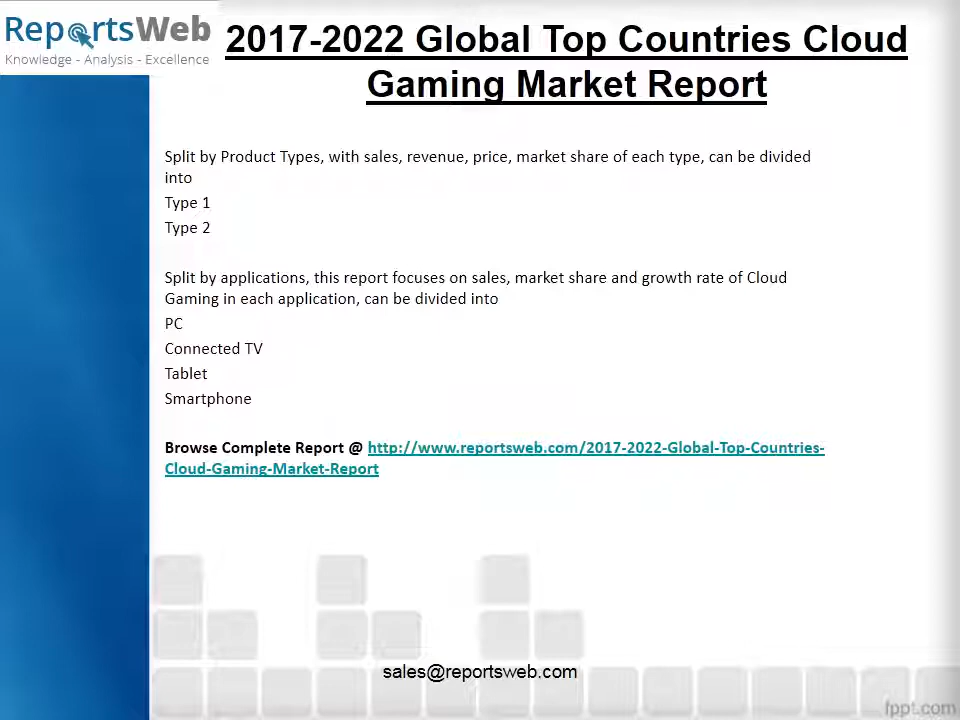 ReportsWeb
Knowledge - Analysis - Excellence
2017-2022 Global Top Countries Cloud
Gaming Market Report
Split by Product Types, with sales, revenue, price, market share of each type, can be divided
into
Type 1
Type 2
Split by applications, this report focuses on sales, market share and growth rate of Cloud
Gaming in each application, can be divided into
PC
Connected TV
Tablet
Smartphone
Browse Complete Report @ http://www.reportsweb.com/2017-2022-Global-Top-Countries-
Cloud-Gaming-Market-Report
sales@reportsweb.com
fppt.com